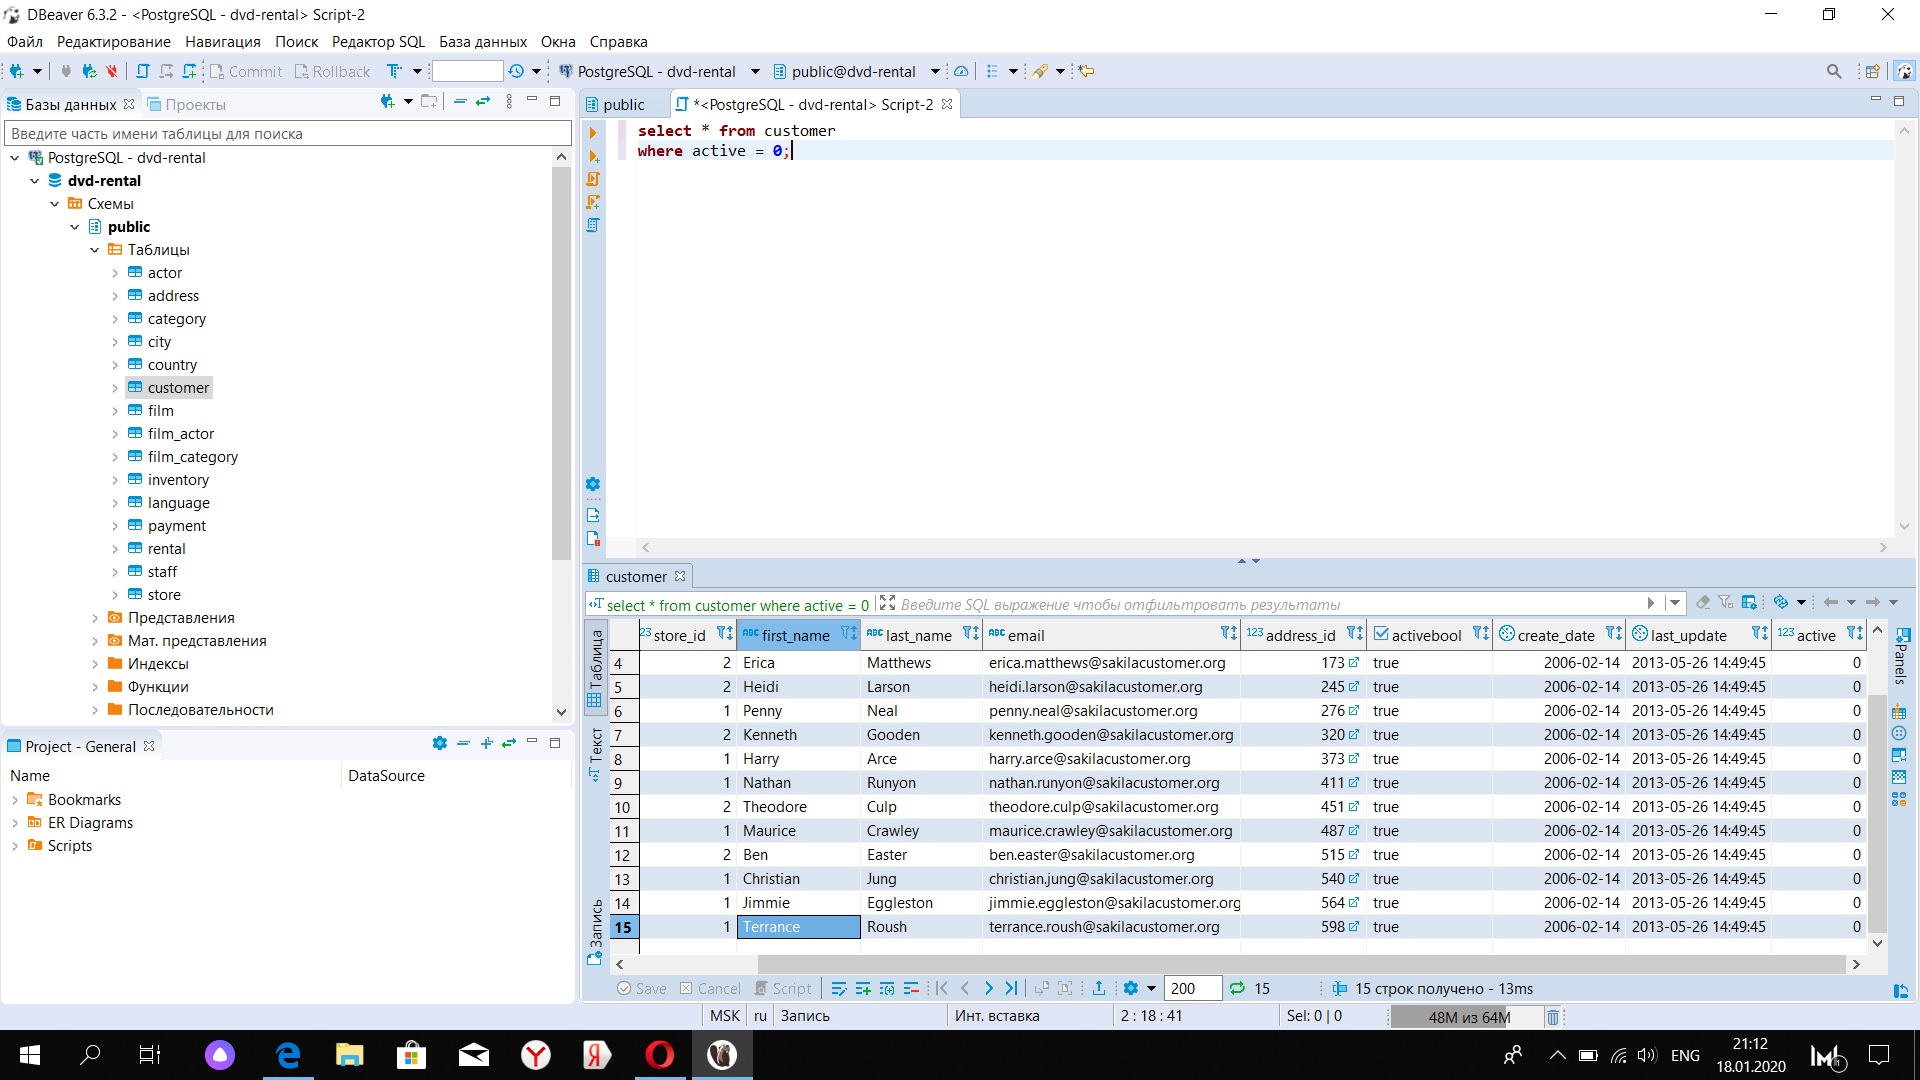 DBeaver 6.3.2 - <PostgreSQL - dvd-rental> Script-2
Файл Редактирование Навигация Поиск Редактор SQL База данных Окна Справка
Commit Rollback PostgreSQL - dvd-rental public@dvd-rental
Базы данных Проекты
Введите часть имени таблицы для поиска
PostgreSQL - dvd-rental
dvd-rental
Схемы
public
Таблицы
actor
address
category
city
country
customer
film
film_actor
film_category
inventory
language
payment
rental
staff
store
Представления
Мат. представления
Индексы
Функции
Последовательности
Project - General
Name DataSource
Bookmarks
ER Diagrams
Scripts
public *<PostgreSQL - dvd-rental> Script-2
select * from customer
where active = 0;
customer
select * from customer where active = 0 Введите SQL выражение чтобы отфильтровать результаты
Таблица
Текст
Запись
Panels
23 store_id ABC first_name ABC last_name ABC email 123 address_id activebool create_date last_update 123 active
4 2 Erica Matthews erica.matthews@sakilacustomer.org 173 true 2006-02-14 2013-05-26 14:49:45 0
5 2 Heidi Larson heidi.larson@sakilacustomer.org 245 true 2006-02-14 2013-05-26 14:49:45 0
6 1 Penny Neal penny.neal@sakilacustomer.org 276 true 2006-02-14 2013-05-26 14:49:45 0
7 2 Kenneth Gooden kenneth.gooden@sakilacustomer.org 320 true 2006-02-14 2013-05-26 14:49:45 0
8 1 Harry Arce harry.arce@sakilacustomer.org 373 true 2006-02-14 2013-05-26 14:49:45 0
9 1 Nathan Runyon nathan.runyon@sakilacustomer.org 411 true 2006-02-14 2013-05-26 14:49:45 0
10 2 Theodore Culp theodore.culp@sakilacustomer.org 451 true 2006-02-14 2013-05-26 14:49:45 0
11 1 Maurice Crawley maurice.crawley@sakilacustomer.org 487 true 2006-02-14 2013-05-26 14:49:45 0
12 2 Ben Easter ben.easter@sakilacustomer.org 515 true 2006-02-14 2013-05-26 14:49:45 0
13 1 Christian Jung christian.jung@sakilacustomer.org 540 true 2006-02-14 2013-05-26 14:49:45 0
14 1 Jimmie Eggleston jimmie.eggleston@sakilacustomer.org 564 true 2006-02-14 2013-05-26 14:49:45 0
15 1 Terrance Roush terrance.roush@sakilacustomer.org 598 true 2006-02-14 2013-05-26 14:49:45 0
Save Cancel Script 200 15 15 строк получено - 13ms
MSK ru Запись Инт. вставка 2 : 18 : 41 Sel: 0 | 0 48M из 64M
ENG 21:12
18.01.2020